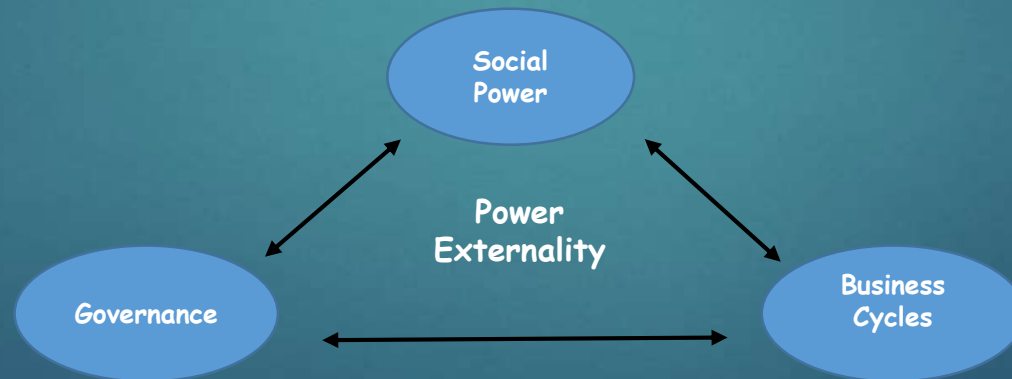 Social
Power
Power
Externality
Governance
Business
Cycles